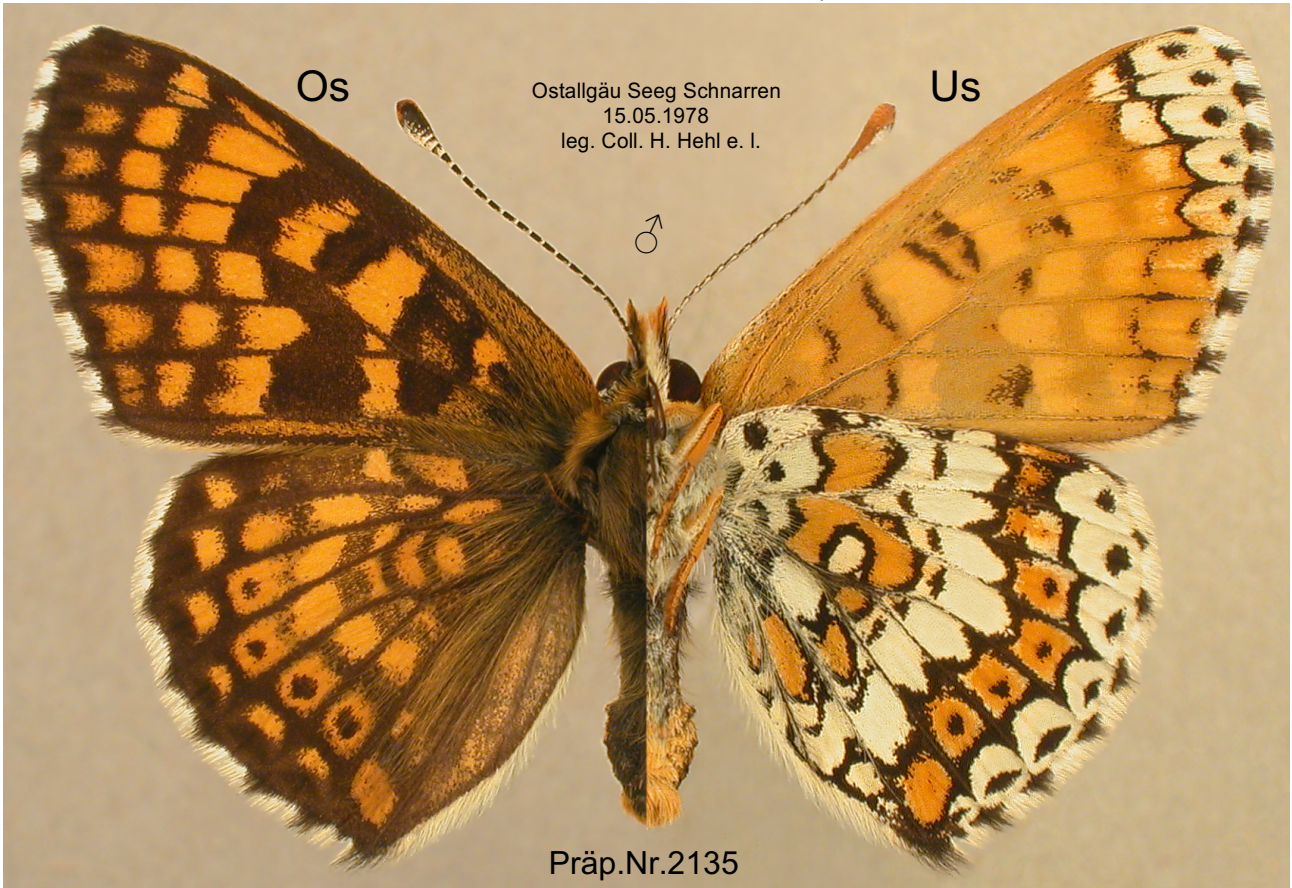 Os
Ostallgäu Seeg Schnarren
15.05.1978
leg. Coll. H. Hehl e. l.
♂
Us
Präp.Nr.2135